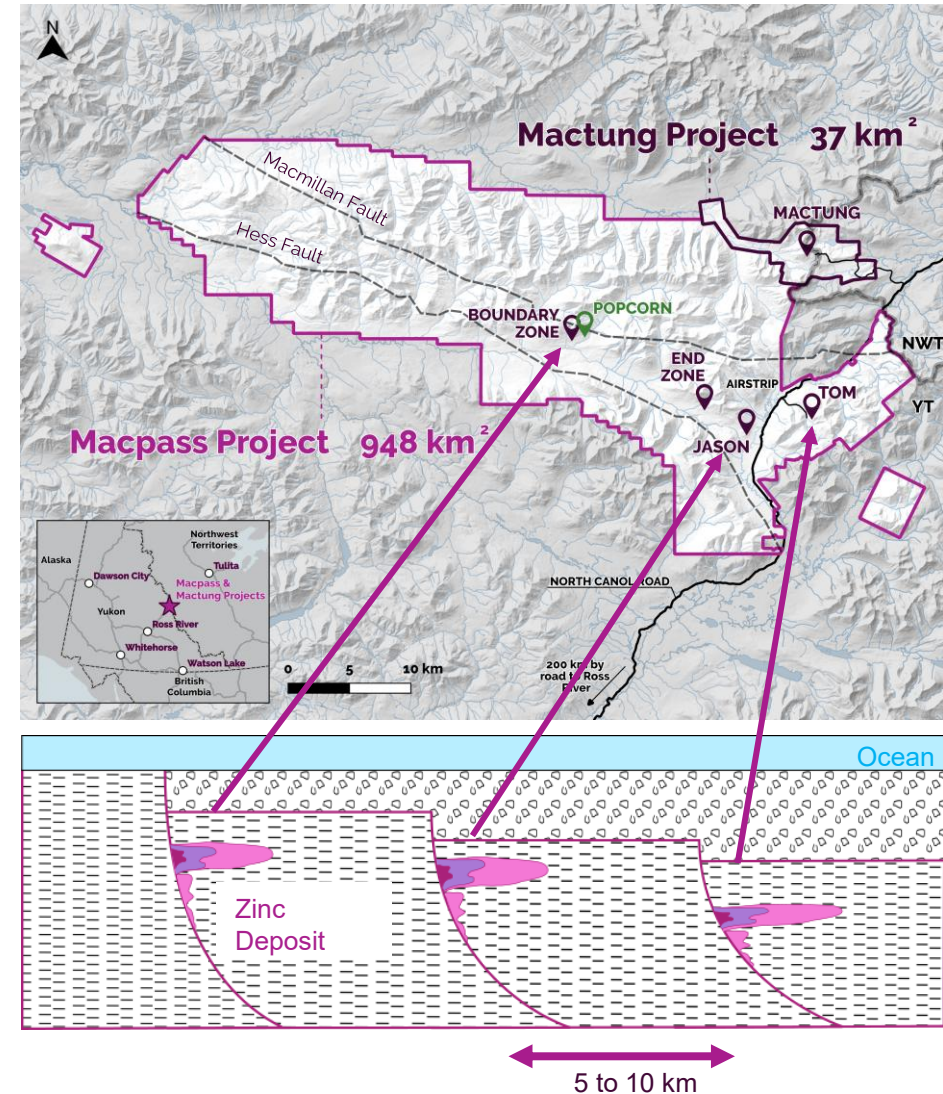 N
Mactung Project 37 km²
MACTUNG
Macmillan Fault
Hess Fault
BOUNDARY
ZONE
POPCORN
NWT
END
ZONE
AIRSTRIP
TOM
YT
JASON
Macpass Project 948 km²
Northwest
Territories
Alaska
Tulita
Dawson City
Macpass &
Mactung Projects
Yukon
Ross River
Whitehorse
Watson Lake
British
Columbia
NORTH CANOL ROAD
0 5 10 km
200 km by
road to Ross
River
Ocean
Zinc
Deposit
5 to 10 km